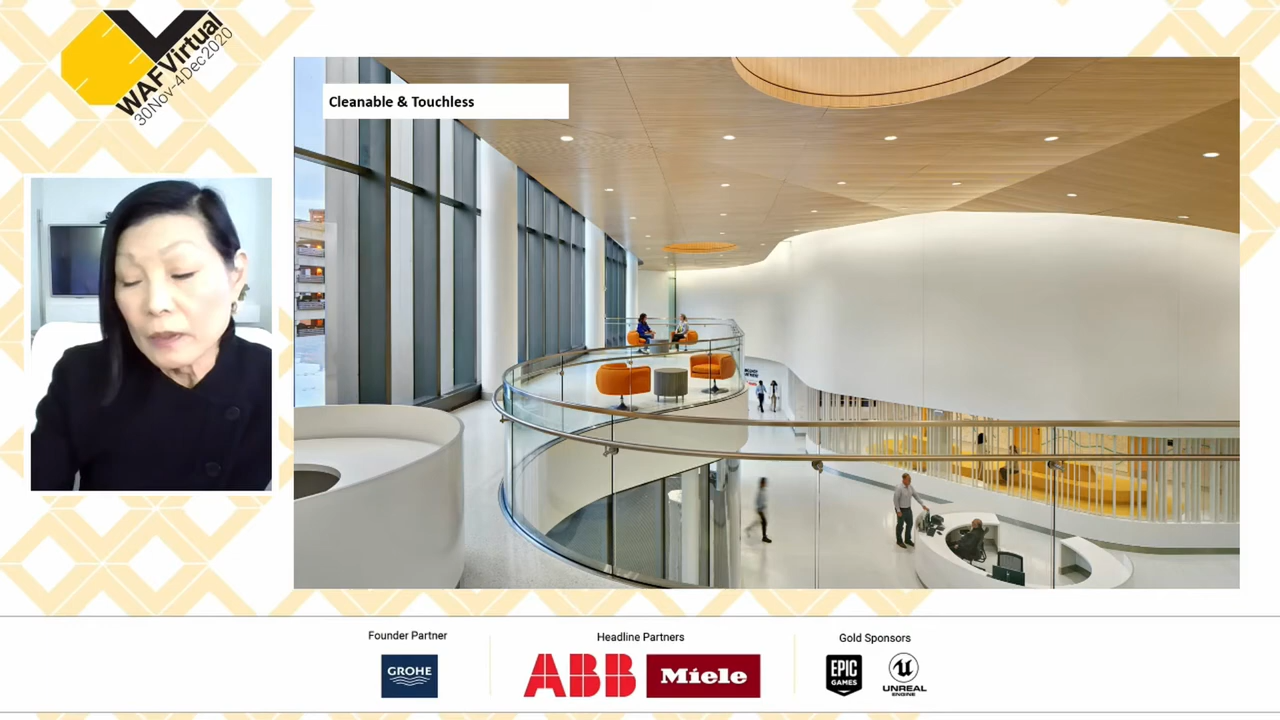 WAFVirtual
30Nov-4Dec2020
Cleanable & Touchless
Founder Partner
Headline Partners
Gold Sponsors
GROHE
ABB
Miele
EPIC
GAMES
UNREAL
ENGINE